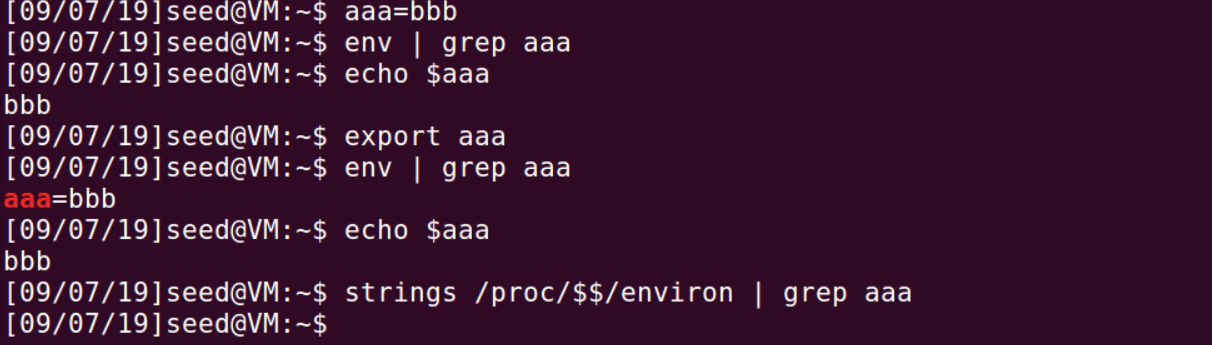 [09/07/19]seed@VM:~$ aaa=bbb
[09/07/19]seed@VM:~$ env | grep aaa
[09/07/19]seed@VM:~$ echo $aaa
bbb
[09/07/19]seed@VM:~$ export aaa
[09/07/19]seed@VM:~$ env | grep aaa
aaa=bbb
[09/07/19]seed@VM:~$ echo $aaa
bbb
[09/07/19]seed@VM:~$ strings /proc/$$/environ | grep aaa
[09/07/19]seed@VM:~$